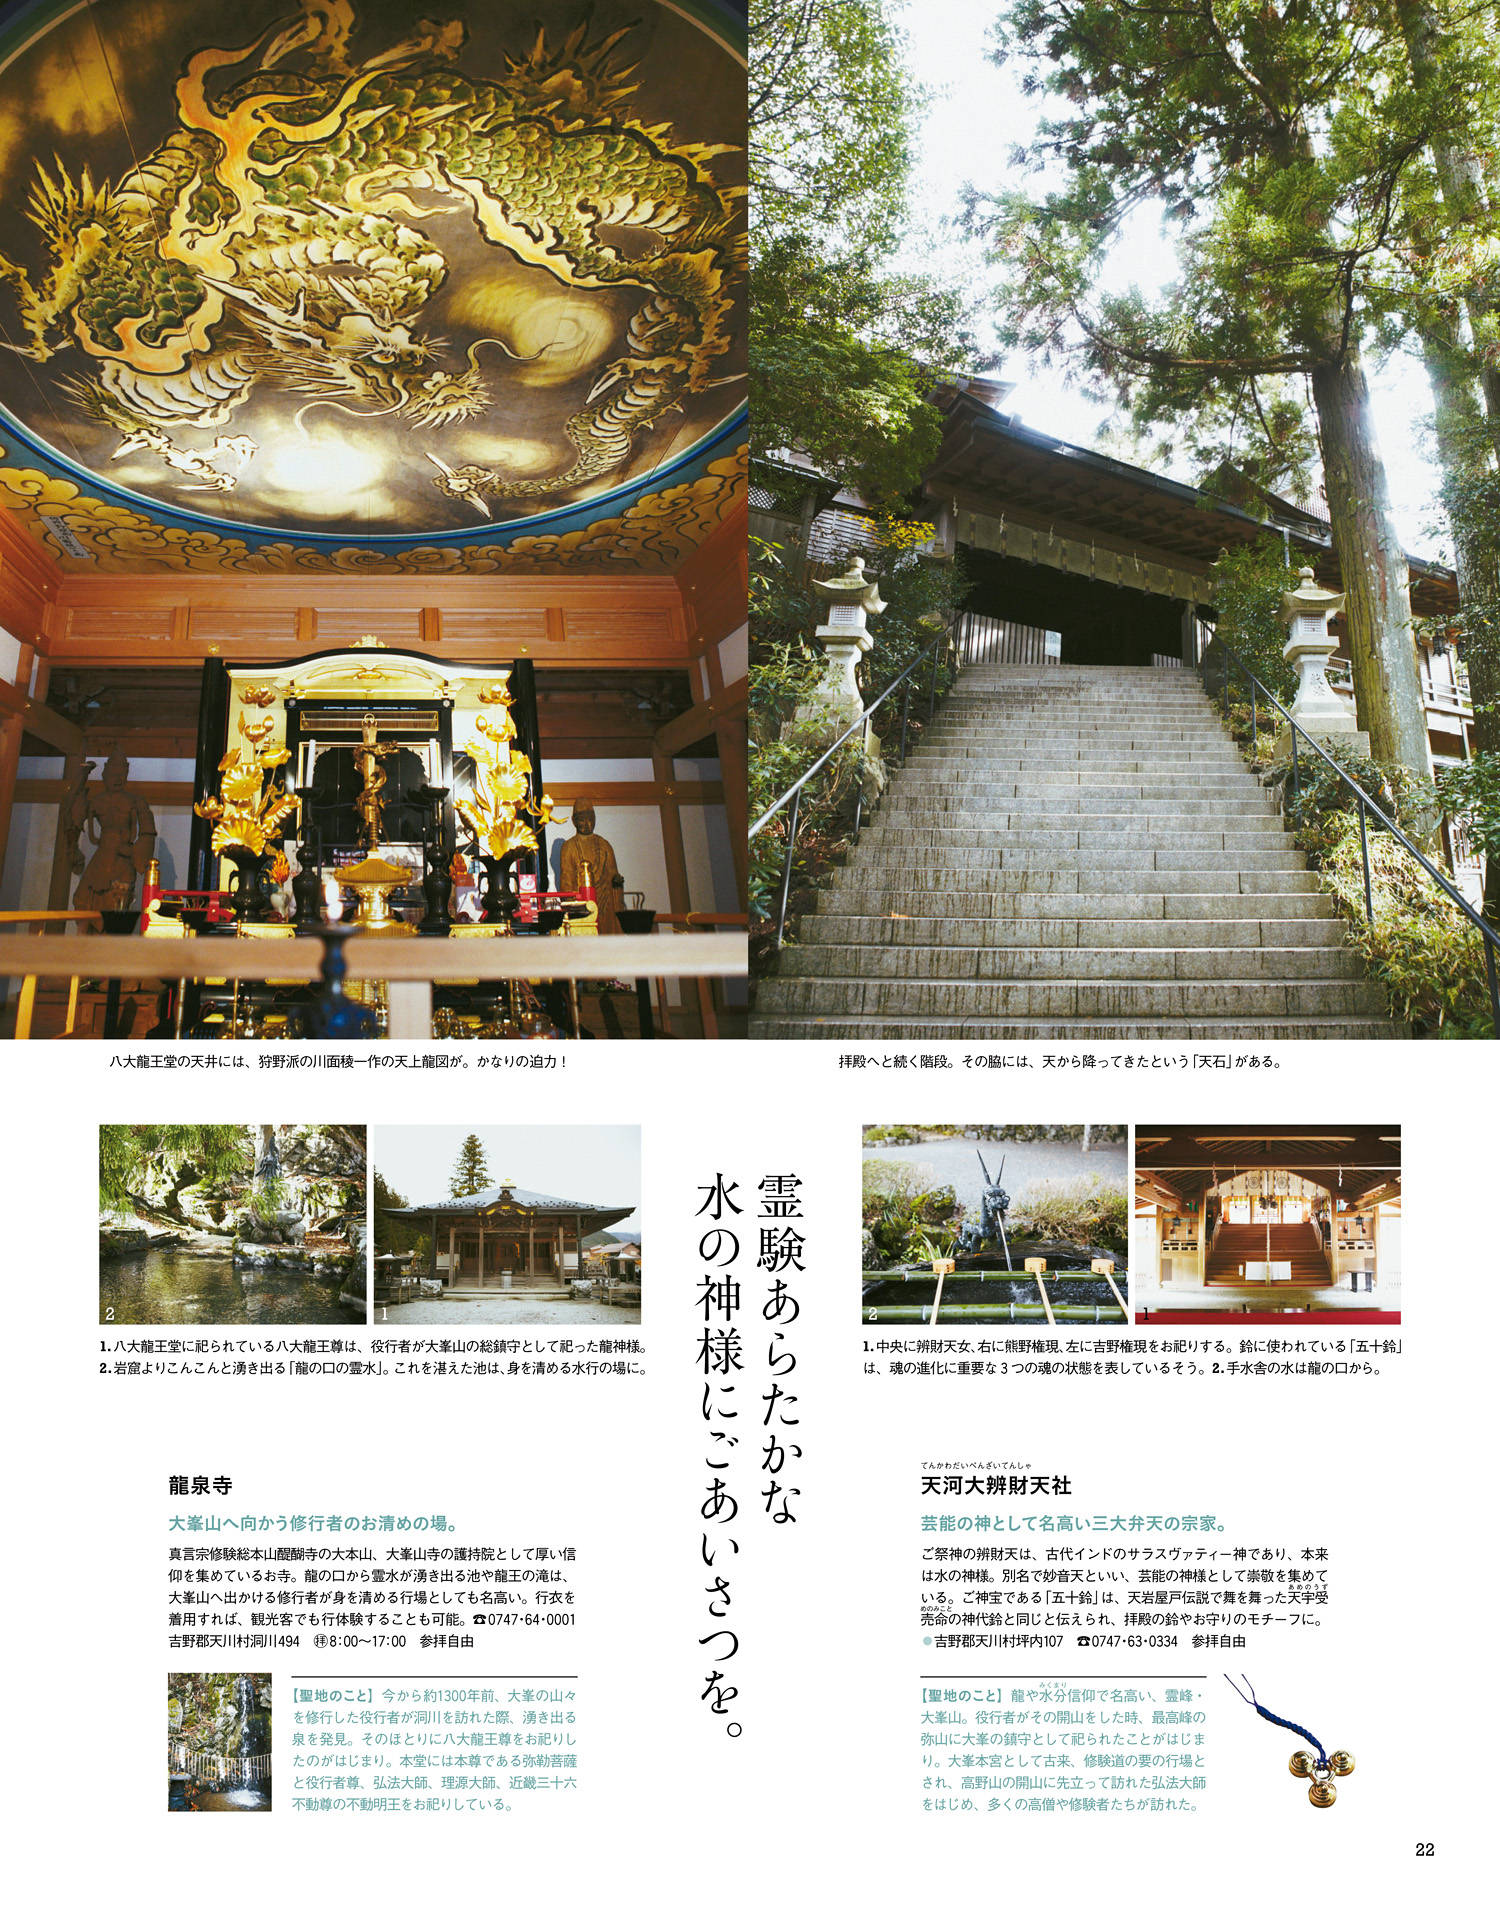 八大龍王堂の天井には、狩野派の川面稜一作の天上龍図が。かなりの迫力！
拝殿へと続く階段。その脇には、天から降ってきたという「天石」がある。
霊験あらたかな
水の神様にごあいさつを。
2
1
1.八大龍王堂に祀られている八大龍王尊は、役行者が大峯山の総鎮守として祀った龍神様。
2.岩窟よりこんこんと湧き出る「龍の口の霊水」。これを湛えた池は、身を清める水行の場に。
2
1
1.中央に辨財天女、右に熊野権現、左に吉野権現をお祀りする。鈴に使われている「五十鈴」
は、魂の進化に重要な3つの魂の状態を表しているそう。2.手水舎の水は龍の口から。
龍泉寺
大峯山へ向かう修行者のお清めの場。
真言宗修験総本山醍醐寺の大本山、大峯山寺の護持院として厚い信
仰を集めているお寺。龍の口から霊水が湧き出る池や龍王の滝は、
大峯山へ出かける修行者が身を清める行場としても名高い。行衣を
着用すれば、観光客でも行体験することも可能。☎0747・64・0001
吉野郡天川村洞川494　㊡8:00〜17:00　参拝自由
【聖地のこと】今から約1300年前、大峯の山々
を修行した役行者が洞川を訪れた際、湧き出る
泉を発見。そのほとりに八大龍王尊をお祀りし
たのがはじまり。本堂には本尊である弥勒菩薩
と役行者尊、弘法大師、理源大師、近畿三十六
不動尊の不動明王をお祀りしている。
てんかわだいべんざいてんしゃ
天河大辨財天社
芸能の神として名高い三大弁天の宗家。
ご祭神の辨財天は、古代インドのサラスヴァティー神であり、本来
は水の神様。別名で妙音天といい、芸能の神様として崇敬を集めて
いる。ご神宝である「五十鈴」は、天岩屋戸伝説で舞を舞った天宇受
あめのうず
売命の神代鈴と同じと伝えられ、拝殿の鈴やお守りのモチーフに。
めのみこと
●吉野郡天川村坪内107　☎0747・63・0334　参拝自由
【聖地のこと】龍や水分信仰で名高い、霊峰・
みくまり
大峯山。役行者がその開山をした時、最高峰の
弥山に大峯の鎮守として祀られたことがはじま
り。大峯本宮として古来、修験道の要の行場と
され、高野山の開山に先立って訪れた弘法大師
をはじめ、多くの高僧や修験者たちが訪れた。
22